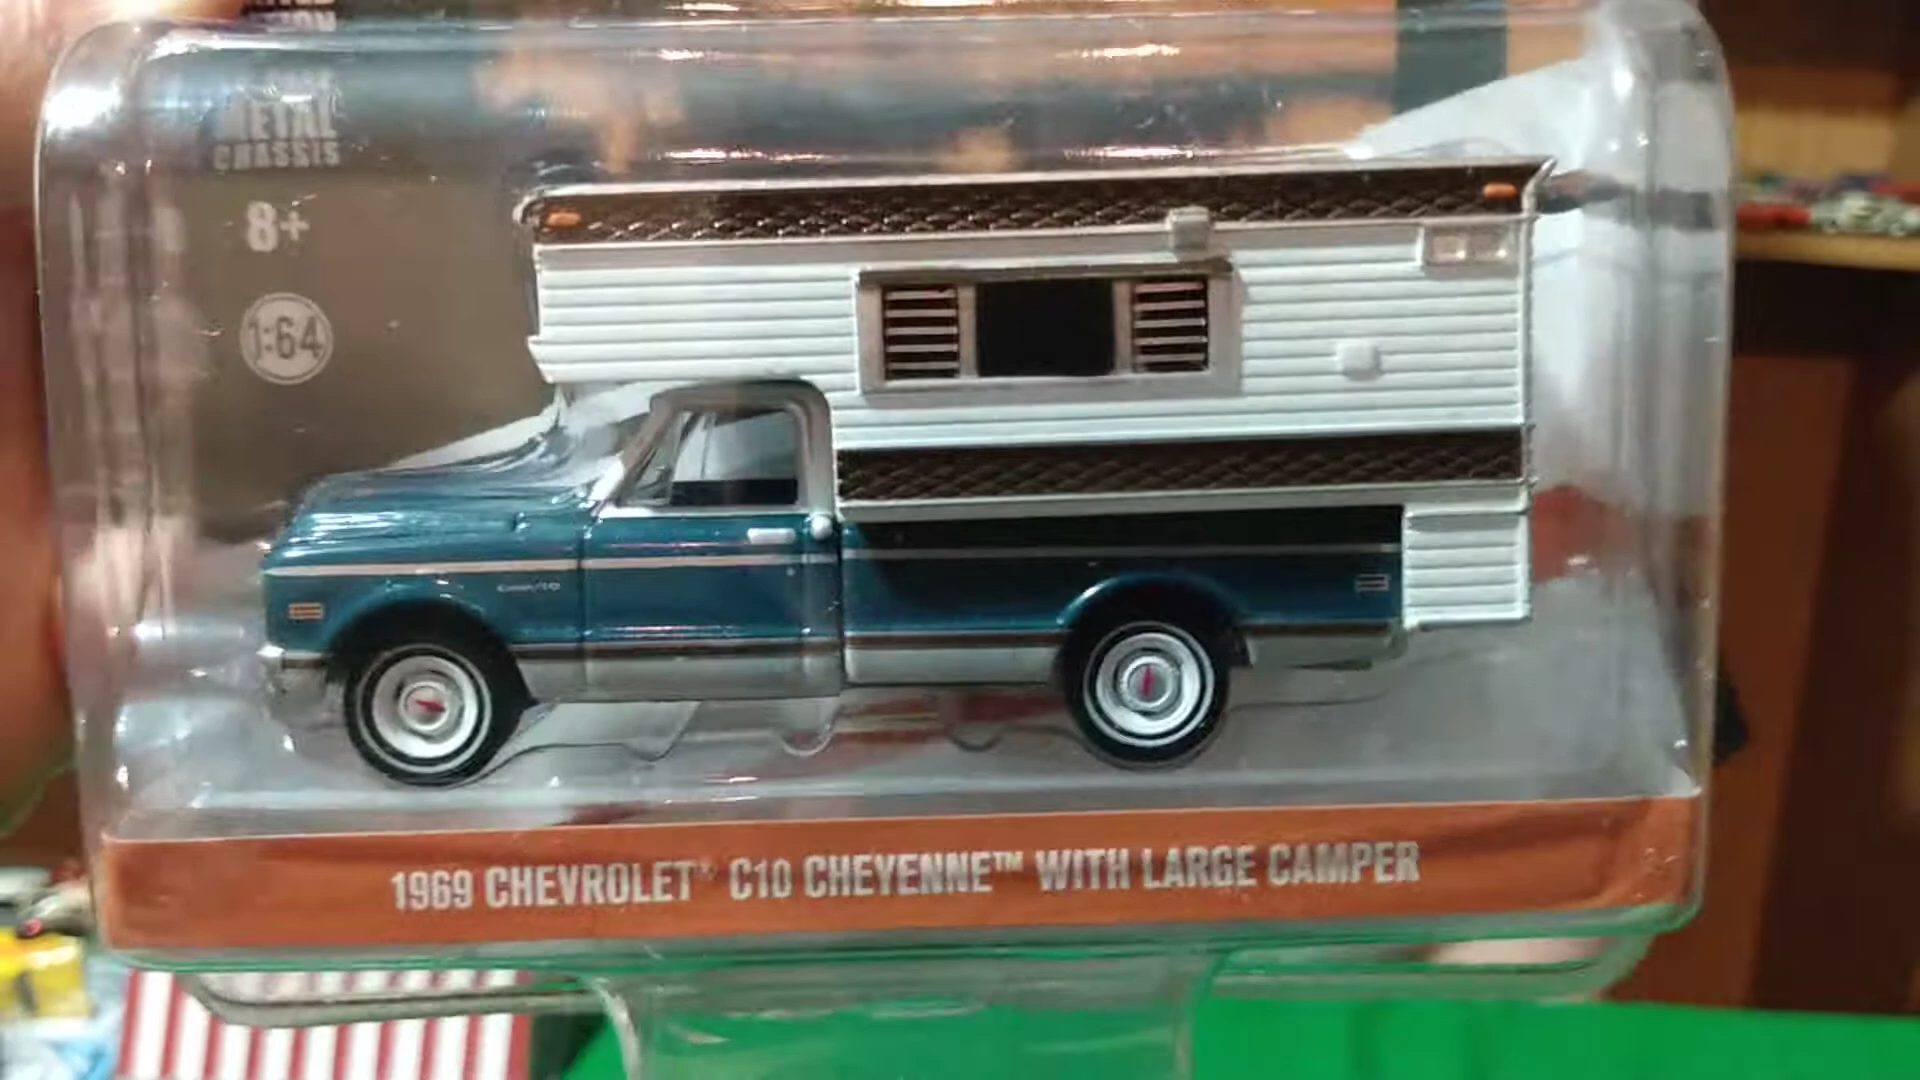 METAL
CHASSIS
8+
1:64
1969 CHEVROLET® C10 CHEYENNE™ WITH LARGE CAMPER